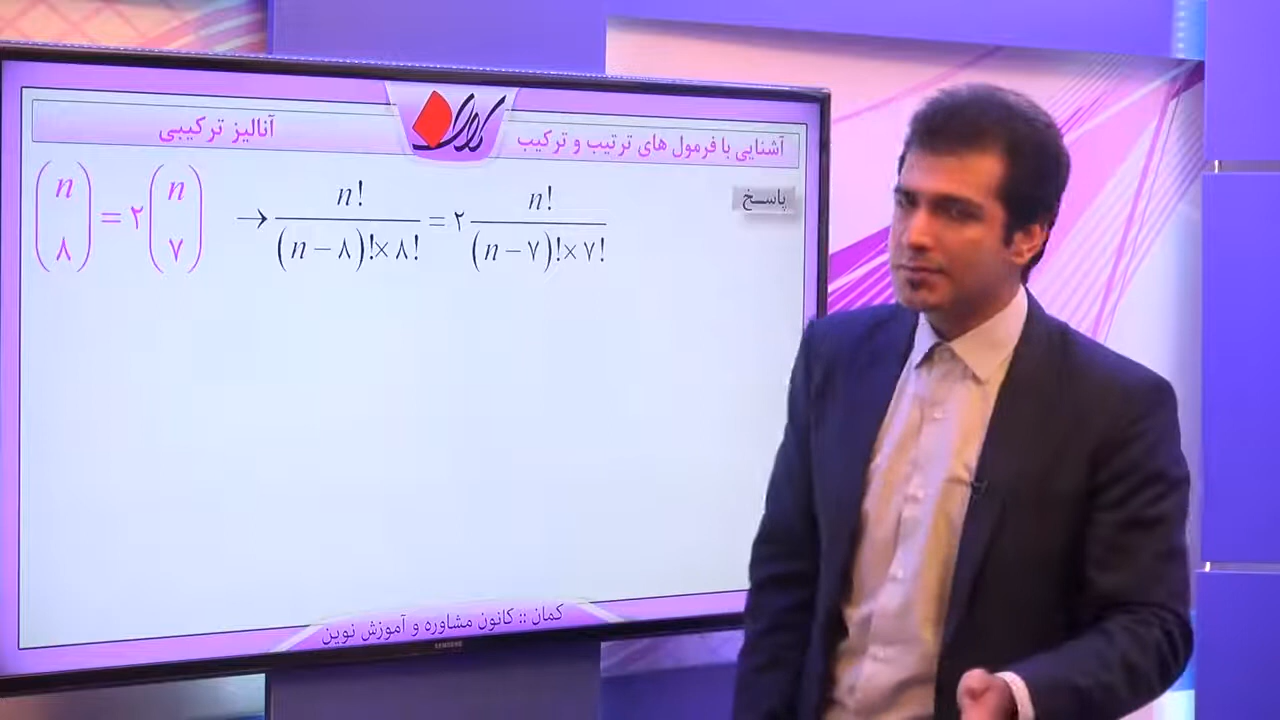 آشنایی با فرمول های ترتیب و ترکیب
آنالیز ترکیبی
پاسخ
(n ۸) = ۲ (n ۷) → n! / (n − ۸)! × ۸! = ۲ n! / (n − ۷)! × ۷!
کمان :: کانون مشاوره و آموزش نوین
SAMSUNG